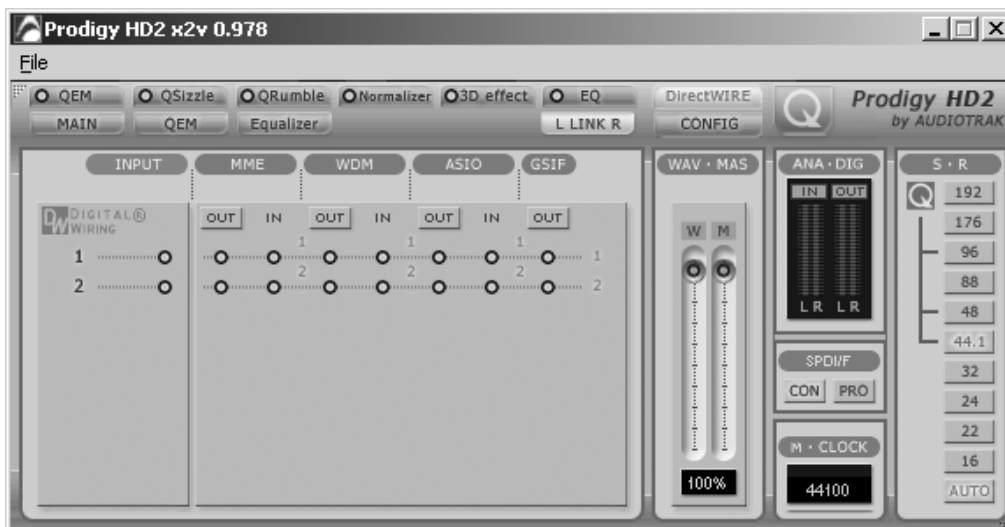 Prodigy HD2 x2v 0.978
File
QEM QSizzle QRumble Normalizer 3D effect EQ DirectWIRE
MAIN QEM Equalizer L LINK R CONFIG
Q
Prodigy HD2
by AUDIOTRAK
INPUT MME WDM ASIO GSIF
DW DIGITAL® WIRING
OUT IN OUT IN OUT IN OUT
1 1 1 1 1
2 2 2 2 2
WAV · MAS
W M
100%
ANA · DIG
IN OUT
L R L R
SPDI/F
CON PRO
M · CLOCK
44100
S · R
Q
192
176
96
88
48
44.1
32
24
22
16
AUTO